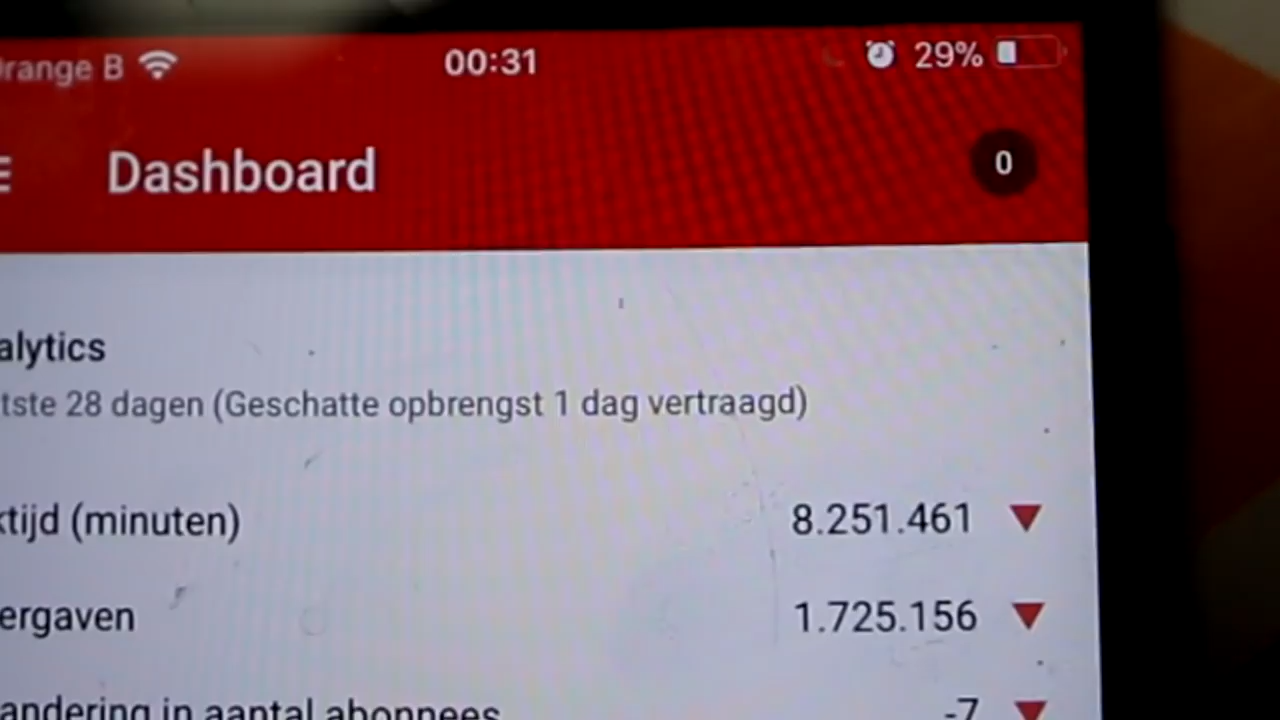 range B 00:31 29%
Dashboard 0
alytics
tste 28 dagen (Geschatte opbrengst 1 dag vertraagd)
ktijd (minuten) 8.251.461
ergaven 1.725.156
andering in aantal abonnees -7